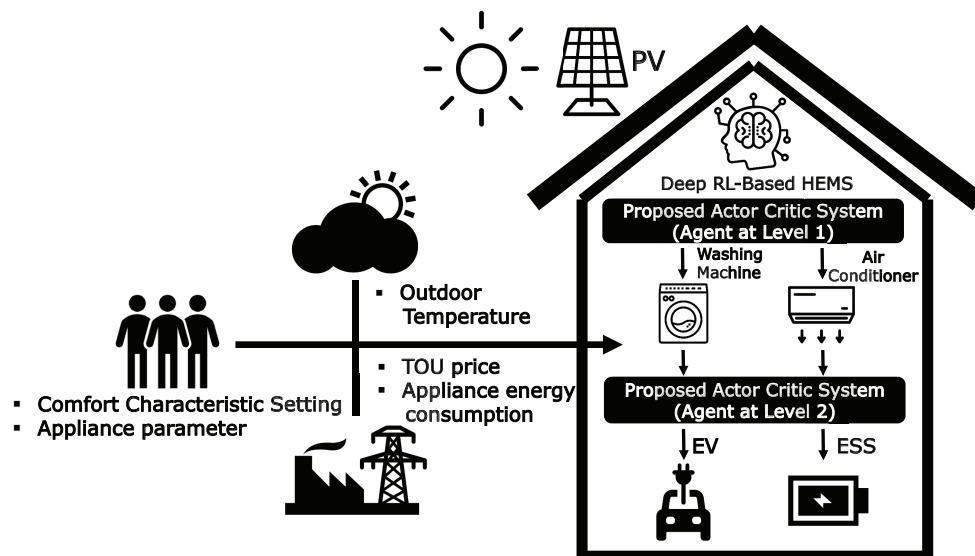 PV
Deep RL-Based HEMS
Proposed Actor Critic System
(Agent at Level 1)
Washing
Machine
Air
Conditioner
▪ Outdoor
Temperature
▪ TOU price
▪ Appliance energy
consumption
▪ Comfort Characteristic Setting
▪ Appliance parameter
Proposed Actor Critic System
(Agent at Level 2)
EV
ESS